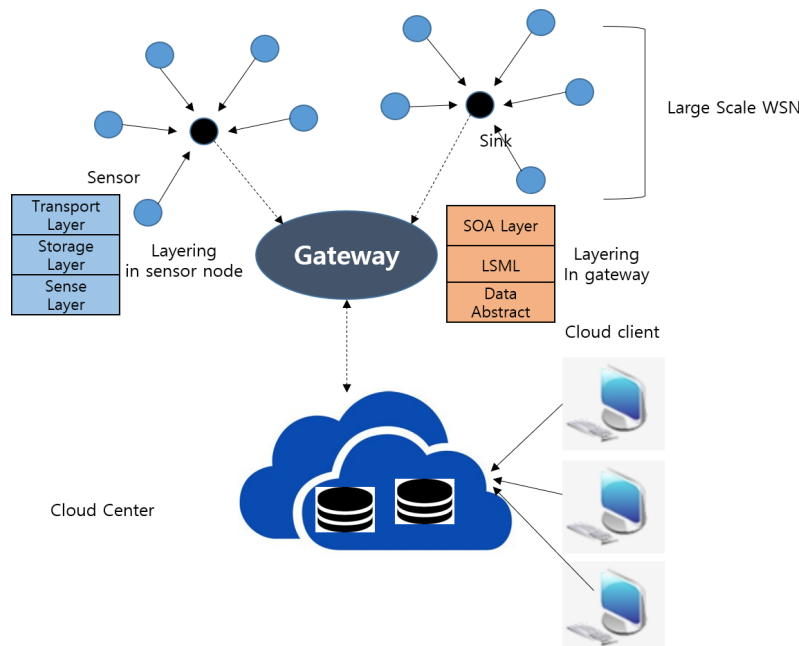 Large Scale WSN
Sink
Sensor
Transport
Layer
Storage
Layer
Sense
Layer
Layering
in sensor node
Gateway
SOA Layer
LSML
Data
Abstract
Layering
In gateway
Cloud client
Cloud Center